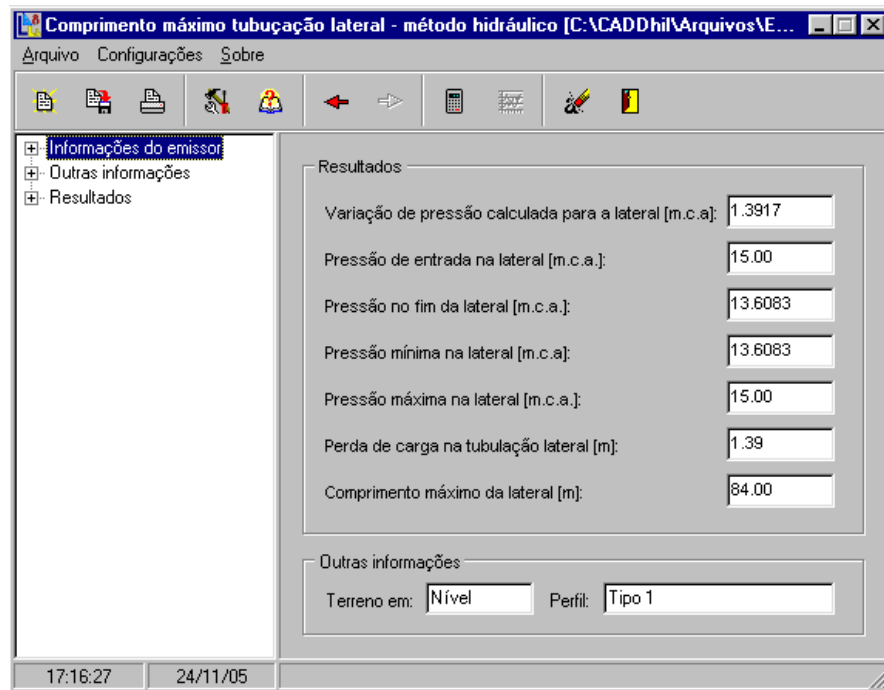 Comprimento máximo tubuçação lateral - método hidráulico [C:\CADDhil\Arquivos\E...
Arquivo Configurações Sobre
Informações do emissor
Outras informações
Resultados
Resultados
Variação de pressão calculada para a lateral [m.c.a]: 1.3917
Pressão de entrada na lateral [m.c.a.]: 15.00
Pressão no fim da lateral [m.c.a.]: 13.6083
Pressão mínima na lateral [m.c.a]: 13.6083
Pressão máxima na lateral [m.c.a.]: 15.00
Perda de carga na tubulação lateral [m]: 1.39
Comprimento máximo da lateral [m]: 84.00
Outras informações
Terreno em: Nível Perfil: Tipo 1
17:16:27 24/11/05